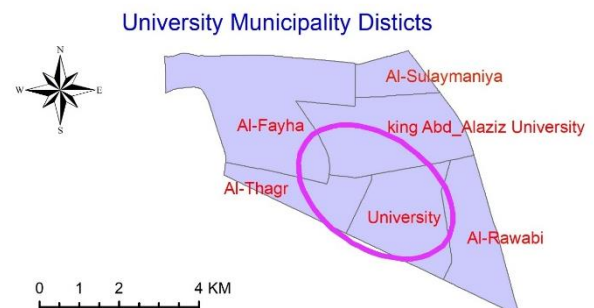 University Municipality Disticts
N
W E
S
Al-Sulaymaniya
Al-Fayha
king Abd_Alaziz University
Al-Thagr
University
Al-Rawabi
0 1 2 4 KM